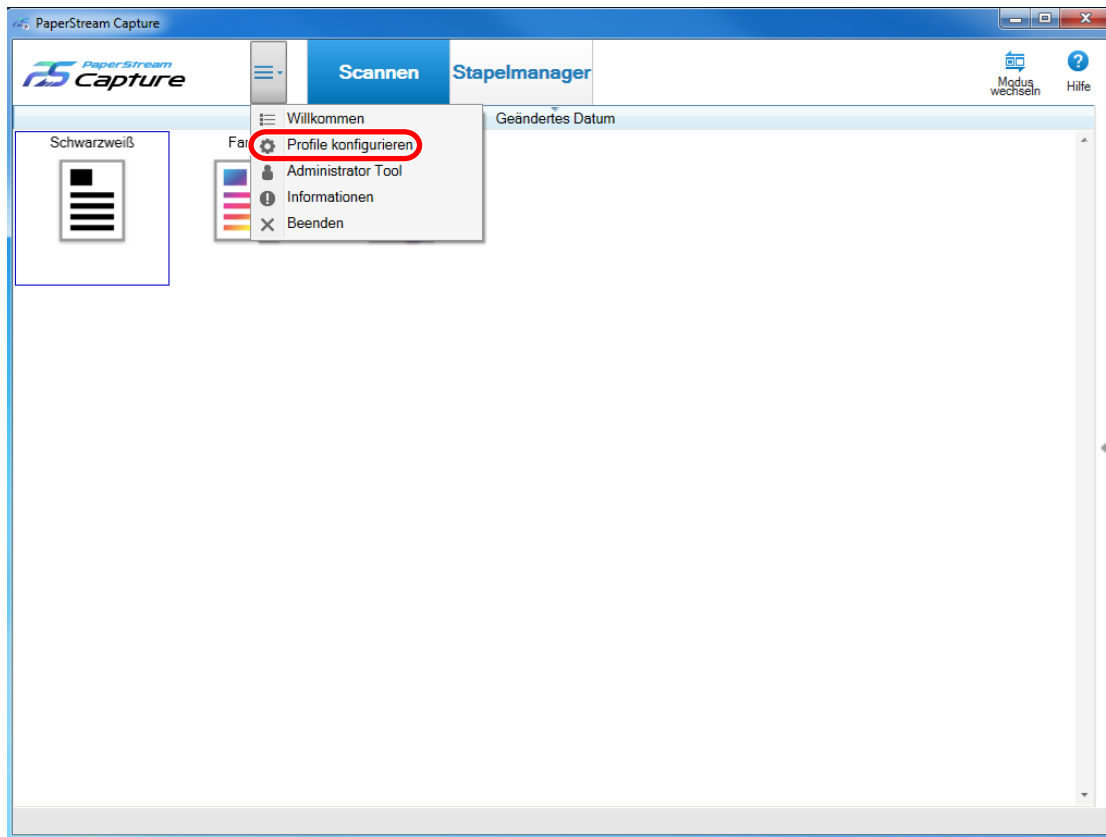 PaperStream Capture
PaperStream
Capture
Scannen
Stapelmanager
Modus
wechseln
Hilfe
Geändertes Datum
Willkommen
Profile konfigurieren
Administrator Tool
Informationen
Beenden
Schwarzweiß